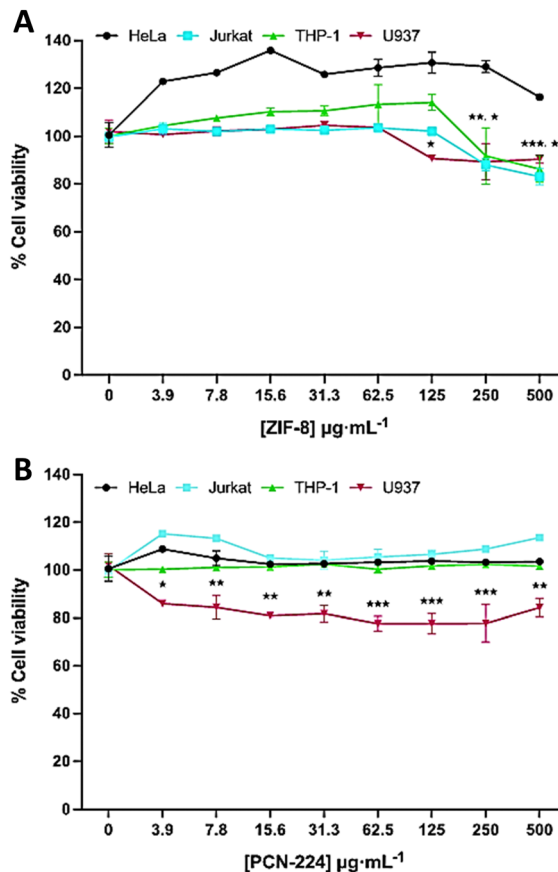 A
HeLa Jurkat THP-1 U937
140
120
100
80
60
40
20
0
% Cell viability
**. *
***. *
*
0 3.9 7.8 15.6 31.3 62.5 125 250 500
[ZIF-8] µg·mL⁻¹
B
140
HeLa Jurkat THP-1 U937
120
100
80
60
40
20
0
% Cell viability
* ** ** ** *** *** *** **
0 3.9 7.8 15.6 31.3 62.5 125 250 500
[PCN-224] µg·mL⁻¹